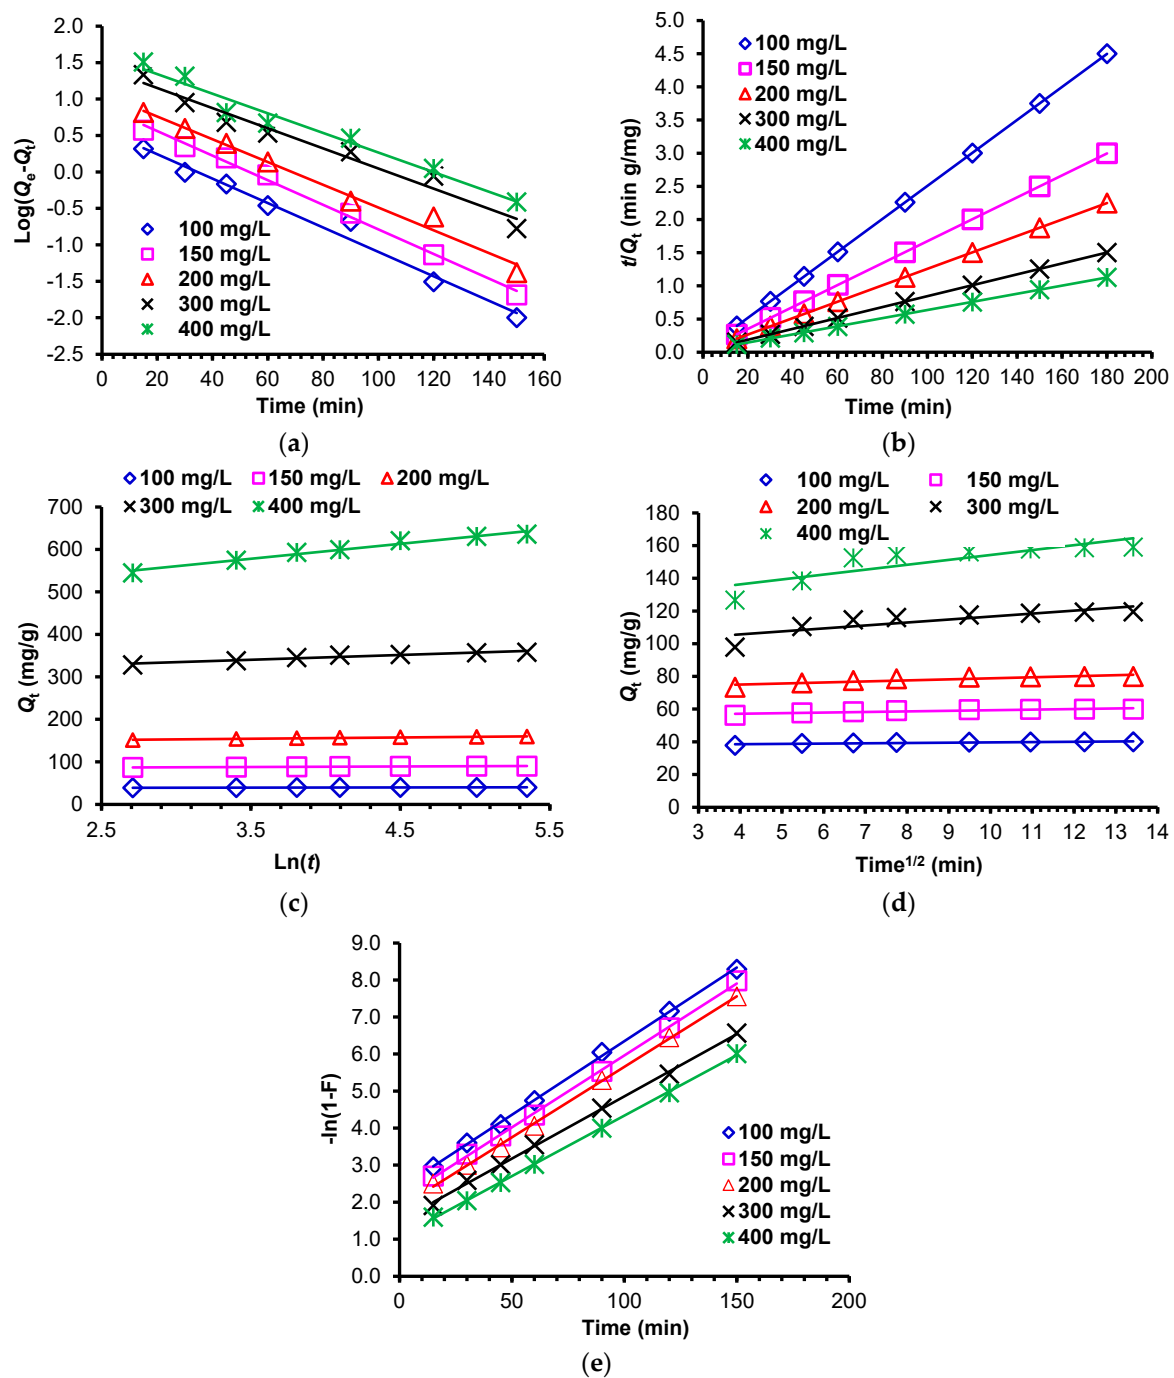 2.0
1.5
1.0
0.5
0.0
-0.5
-1.0
-1.5
-2.0
-2.5
Log(Qe-Qt)
100 mg/L
150 mg/L
200 mg/L
300 mg/L
400 mg/L
0 20 40 60 80 100 120 140 160
Time (min)
(a)
5.0
4.5
4.0
3.5
3.0
2.5
2.0
1.5
1.0
0.5
0.0
t/Qt (min g/mg)
100 mg/L
150 mg/L
200 mg/L
300 mg/L
400 mg/L
0 20 40 60 80 100 120 140 160 180 200
Time (min)
(b)
100 mg/L 150 mg/L 200 mg/L
300 mg/L 400 mg/L
700
600
500
400
300
200
100
0
Qt (mg/g)
2.5 3.5 4.5 5.5
Ln(t)
(c)
100 mg/L 150 mg/L
200 mg/L 300 mg/L
400 mg/L
180
160
140
120
100
80
60
40
20
0
Qt (mg/g)
3 4 5 6 7 8 9 10 11 12 13 14
Time1/2 (min)
(d)
9.0
8.0
7.0
6.0
5.0
4.0
3.0
2.0
1.0
0.0
-ln(1-F)
100 mg/L
150 mg/L
200 mg/L
300 mg/L
400 mg/L
0 50 100 150 200
Time (min)
(e)